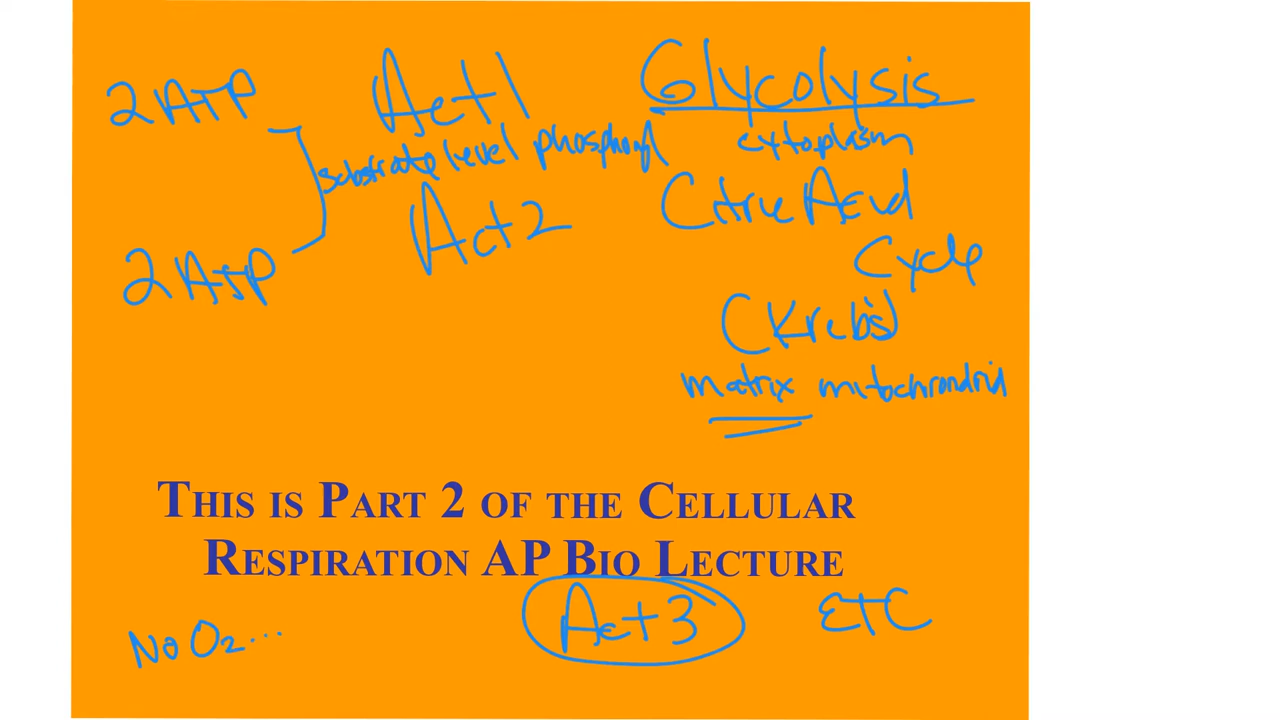 2 ATP Act 1 Glycolysis
substrate level phosphoryl cytoplasm
Act 2 Citric Acid
2 ATP Cycle
(Krebs)
matrix mitochrondria
THIS IS PART 2 OF THE CELLULAR
RESPIRATION AP BIO LECTURE
Act 3 ETC
No O2...